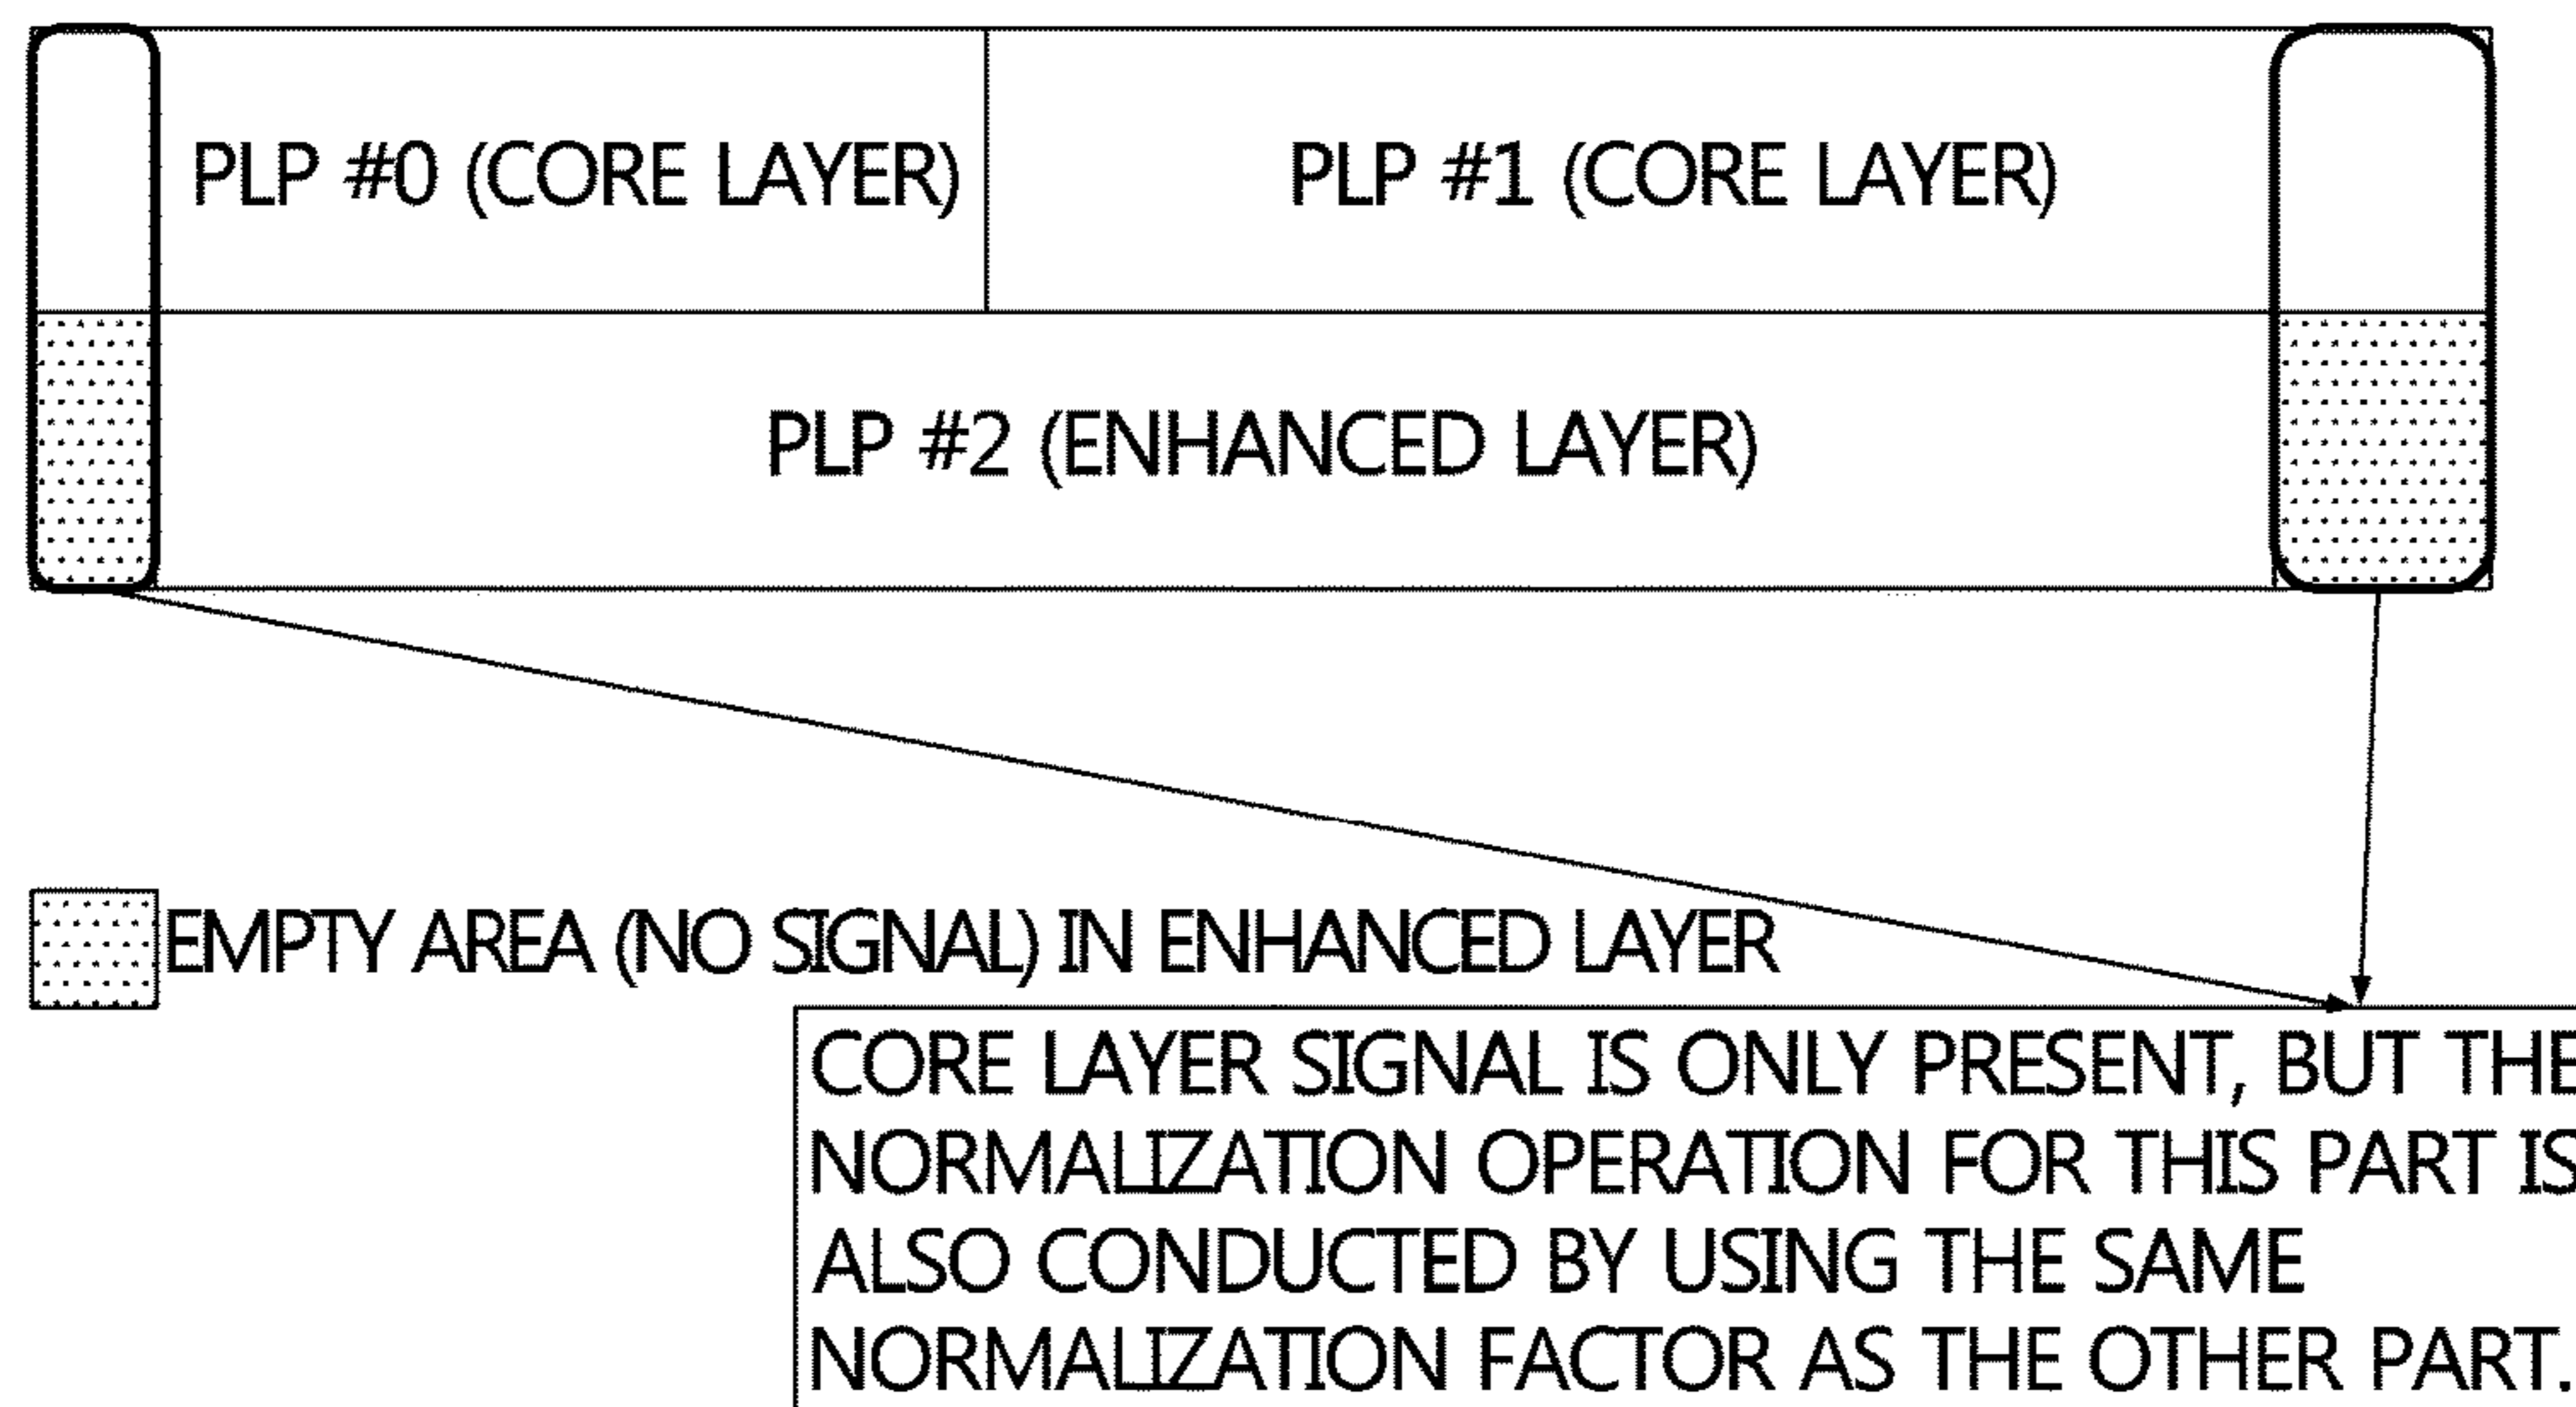 PLP #0 (CORE LAYER)
PLP #1 (CORE LAYER)
PLP #2 (ENHANCED LAYER)
EMPTY AREA (NO SIGNAL) IN ENHANCED LAYER
CORE LAYER SIGNAL IS ONLY PRESENT, BUT THE
NORMALIZATION OPERATION FOR THIS PART IS
ALSO CONDUCTED BY USING THE SAME
NORMALIZATION FACTOR AS THE OTHER PART.